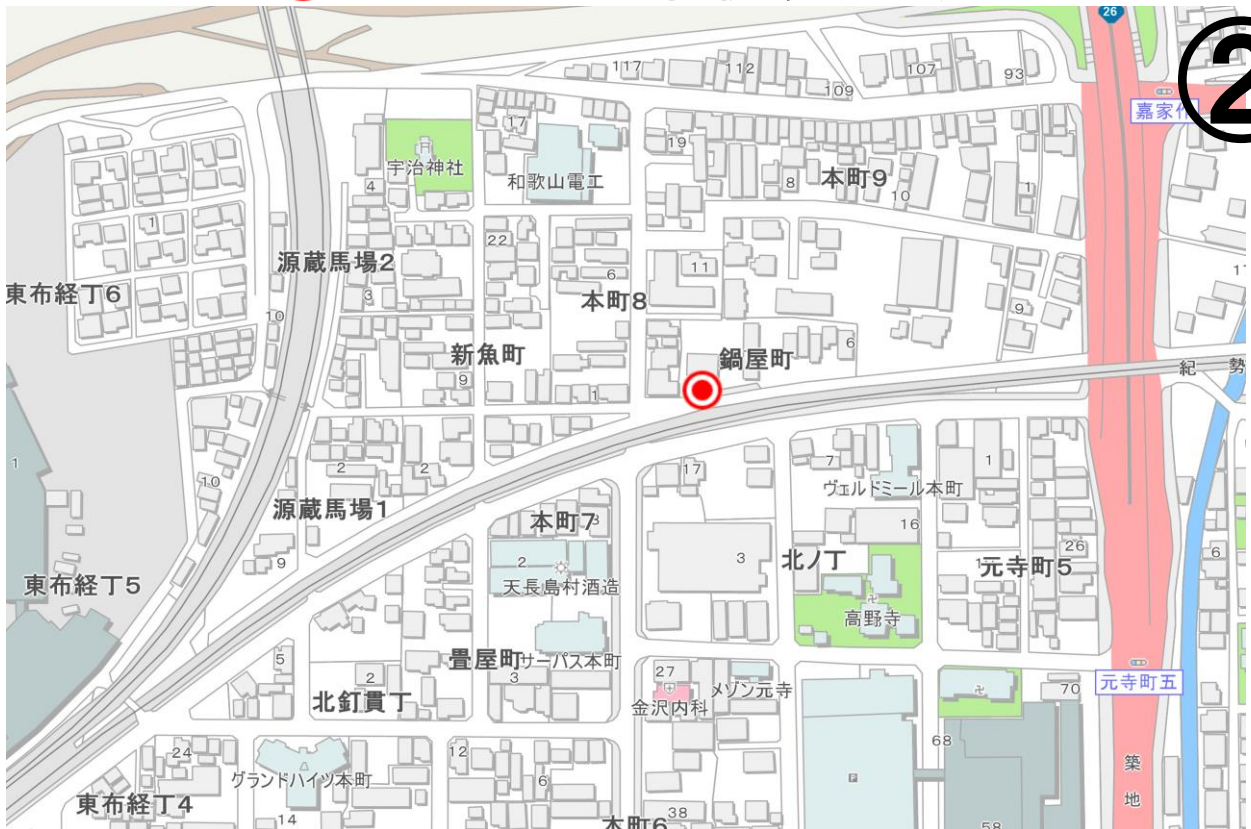 26
②
117
112
107
93
109
嘉家作
17
19
宇治神社
和歌山電工
4
8
本町9
10
1
1
源蔵馬場2
22
11
6
東布経丁6
3
本町8
10
9
新魚町
鍋屋町
6
9
1
紀勢
1
2
2
17
7
1
10
源蔵馬場1
ヴェルドミール本町
本町7
3
16
9
2
3
北ノ丁
元寺町5
26
6
東布経丁5
天長島村酒造
高野寺
畳屋町
サーパス本町
5
2
3
27
メゾン元寺
70
元寺町五
北釘貫丁
金沢内科
24
12
68
グランドハイツ本町
6
P
築地
東布経丁4
14
本町6
38
58